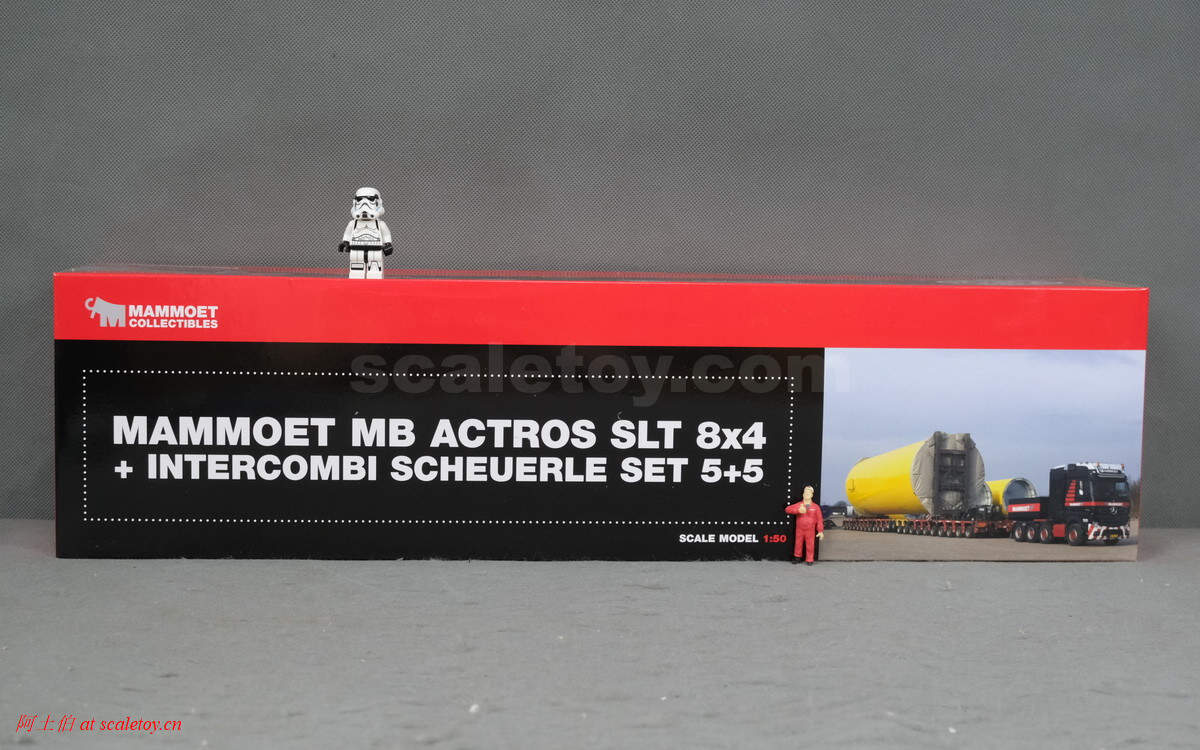 MAMMOET
COLLECTIBLES
scaletoy.com
MAMMOET MB ACTROS SLT 8x4
+ INTERCOMBI SCHEUERLE SET 5+5
SCALE MODEL 1:50
MAMMOET
阿土伯 at scaletoy.cn